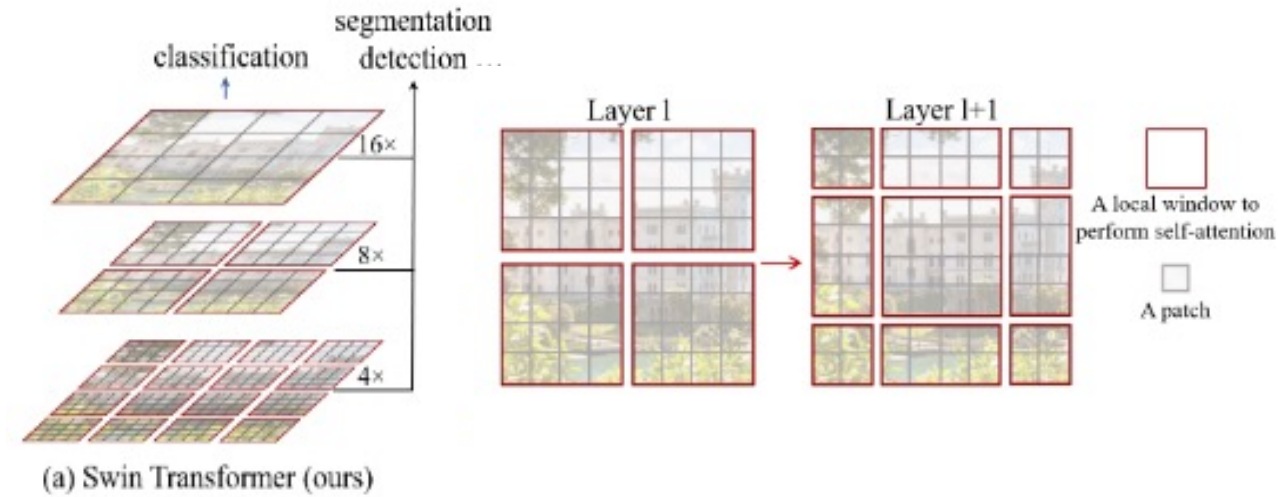 segmentation
classification
detection ...
16×
8×
4×
(a) Swin Transformer (ours)
Layer l
Layer l+1
A local window to
perform self-attention
A patch